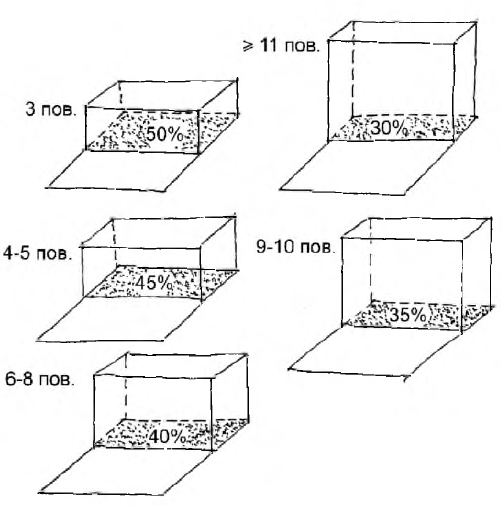 3 пов.
50%
4-5 пов.
45%
6-8 пов.
40%
⩾ 11 пов.
30%
9-10 пов.
35%